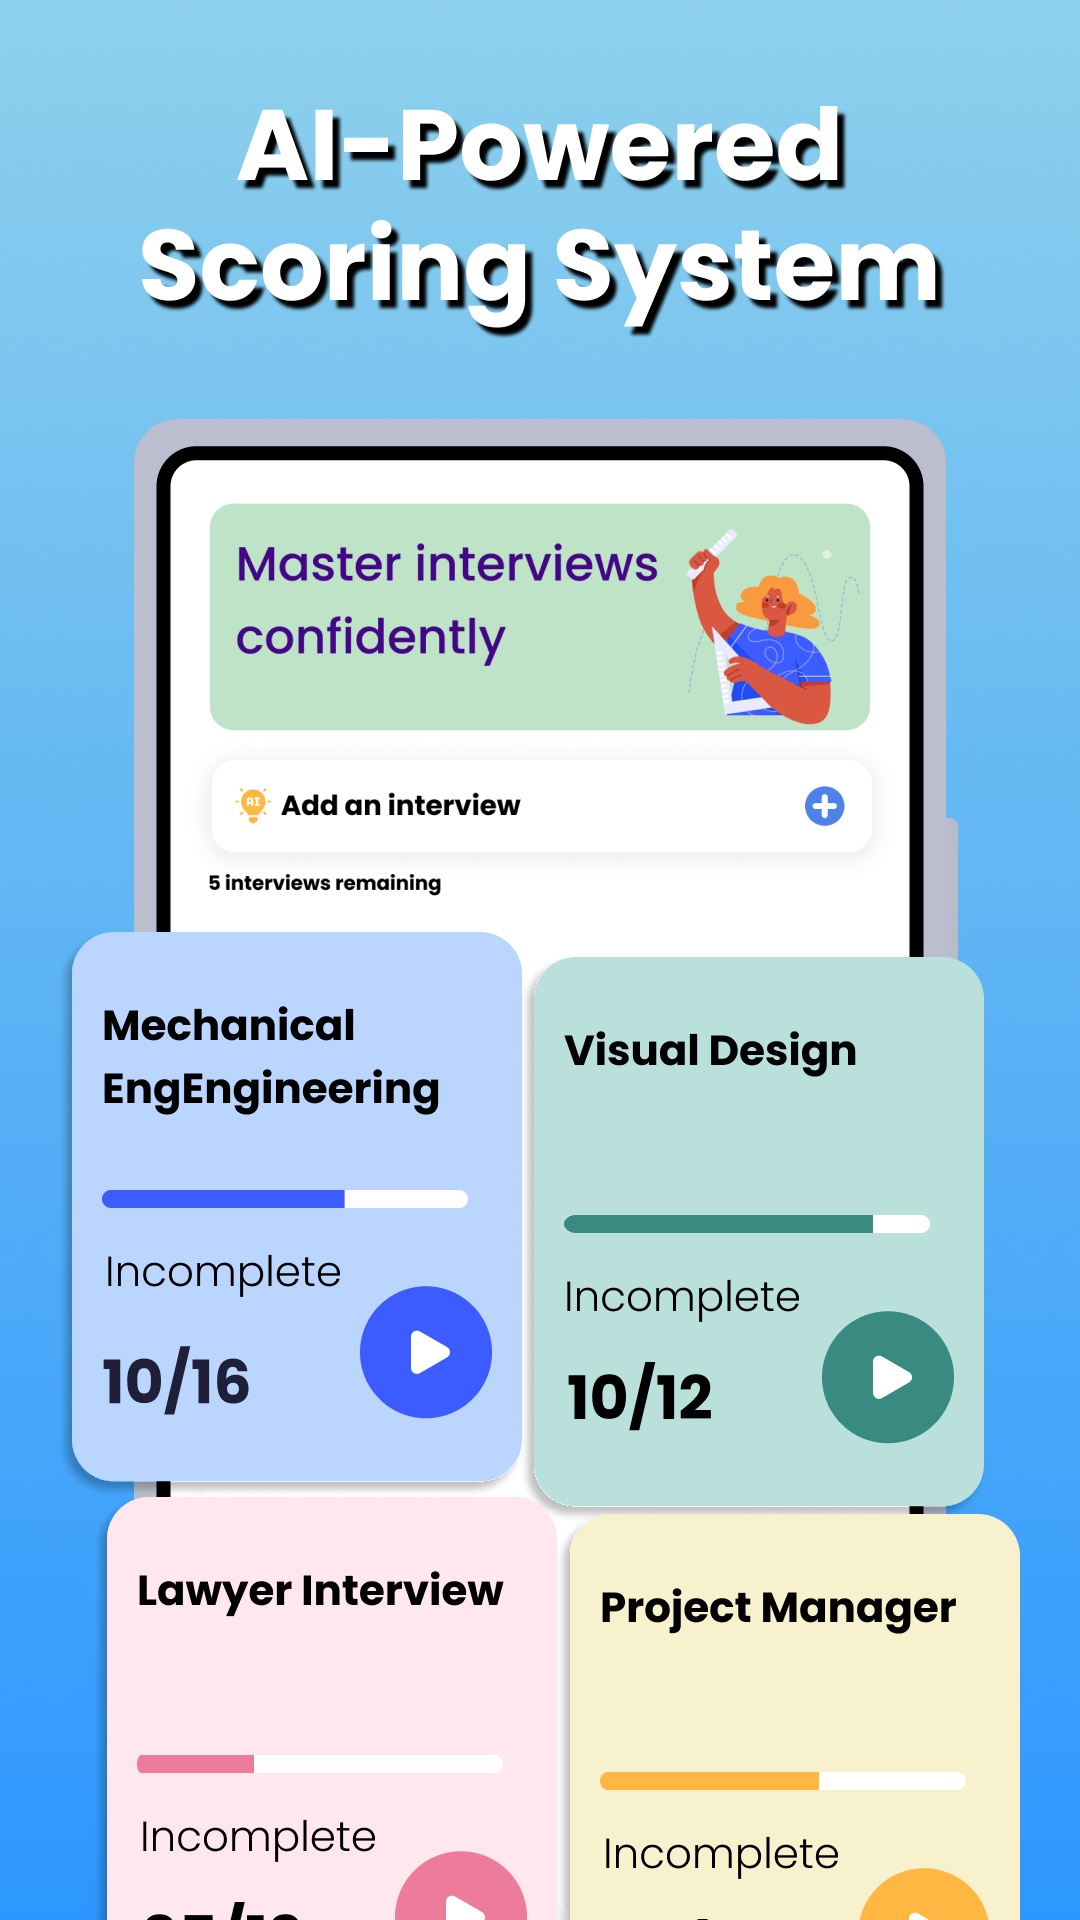 AI-Powered
Scoring System
Master interviews
confidently
AI
Add an interview
5 interviews remaining
Mechanical
EngEngineering
Incomplete
10/16
Visual Design
Incomplete
10/12
Lawyer Interview
Incomplete
Project Manager
Incomplete